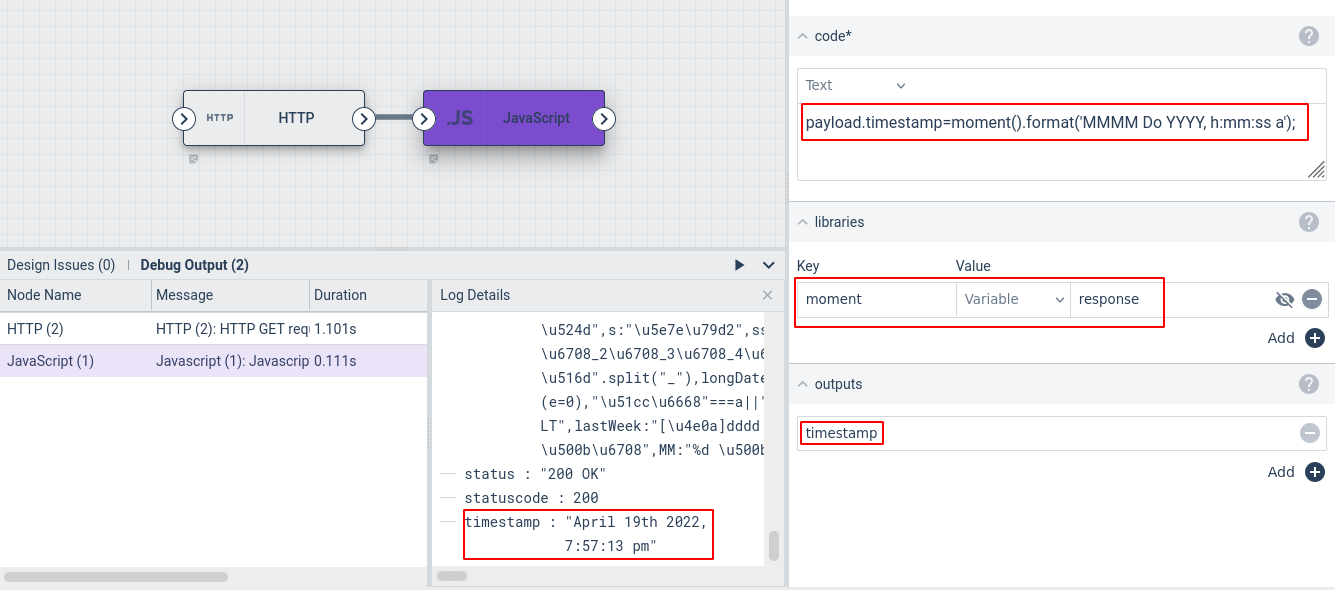 HTTP
HTTP
.JS
JavaScript
Design Issues (0)
Debug Output (2)
Node Name
Message
Duration
HTTP (2)
HTTP (2): HTTP GET req
1.101s
JavaScript (1)
Javascript (1): Javascrip
0.111s
Log Details
\u524d",s:"\u5e7e\u79d2",ss
\u6708_2\u6708_3\u6708_4\u6
\u516d".split("_"),longDate
(e=0),"\u51cc\u6668"===a||"
LT",lastWeek:"[\u4e0a]dddd
\u500b\u6708",MM:"%d \u500b
status : "200 OK"
statuscode : 200
timestamp : "April 19th 2022,
7:57:13 pm"
code*
?
Text
payload.timestamp=moment().format('MMMM Do YYYY, h:mm:ss a');
libraries
?
Key
Value
moment
Variable
response
Add
outputs
?
timestamp
Add